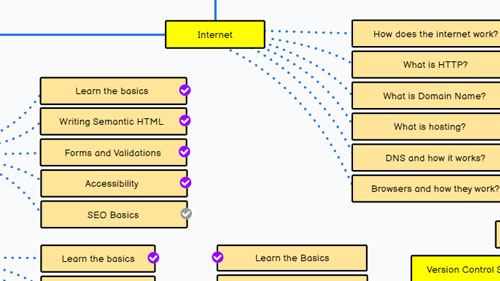 Internet
How does the internet work?
What is HTTP?
What is Domain Name?
What is hosting?
DNS and how it works?
Browsers and how they work?
Learn the basics
Writing Semantic HTML
Forms and Validations
Accessibility
SEO Basics
Learn the basics
Learn the Basics
Version Control S